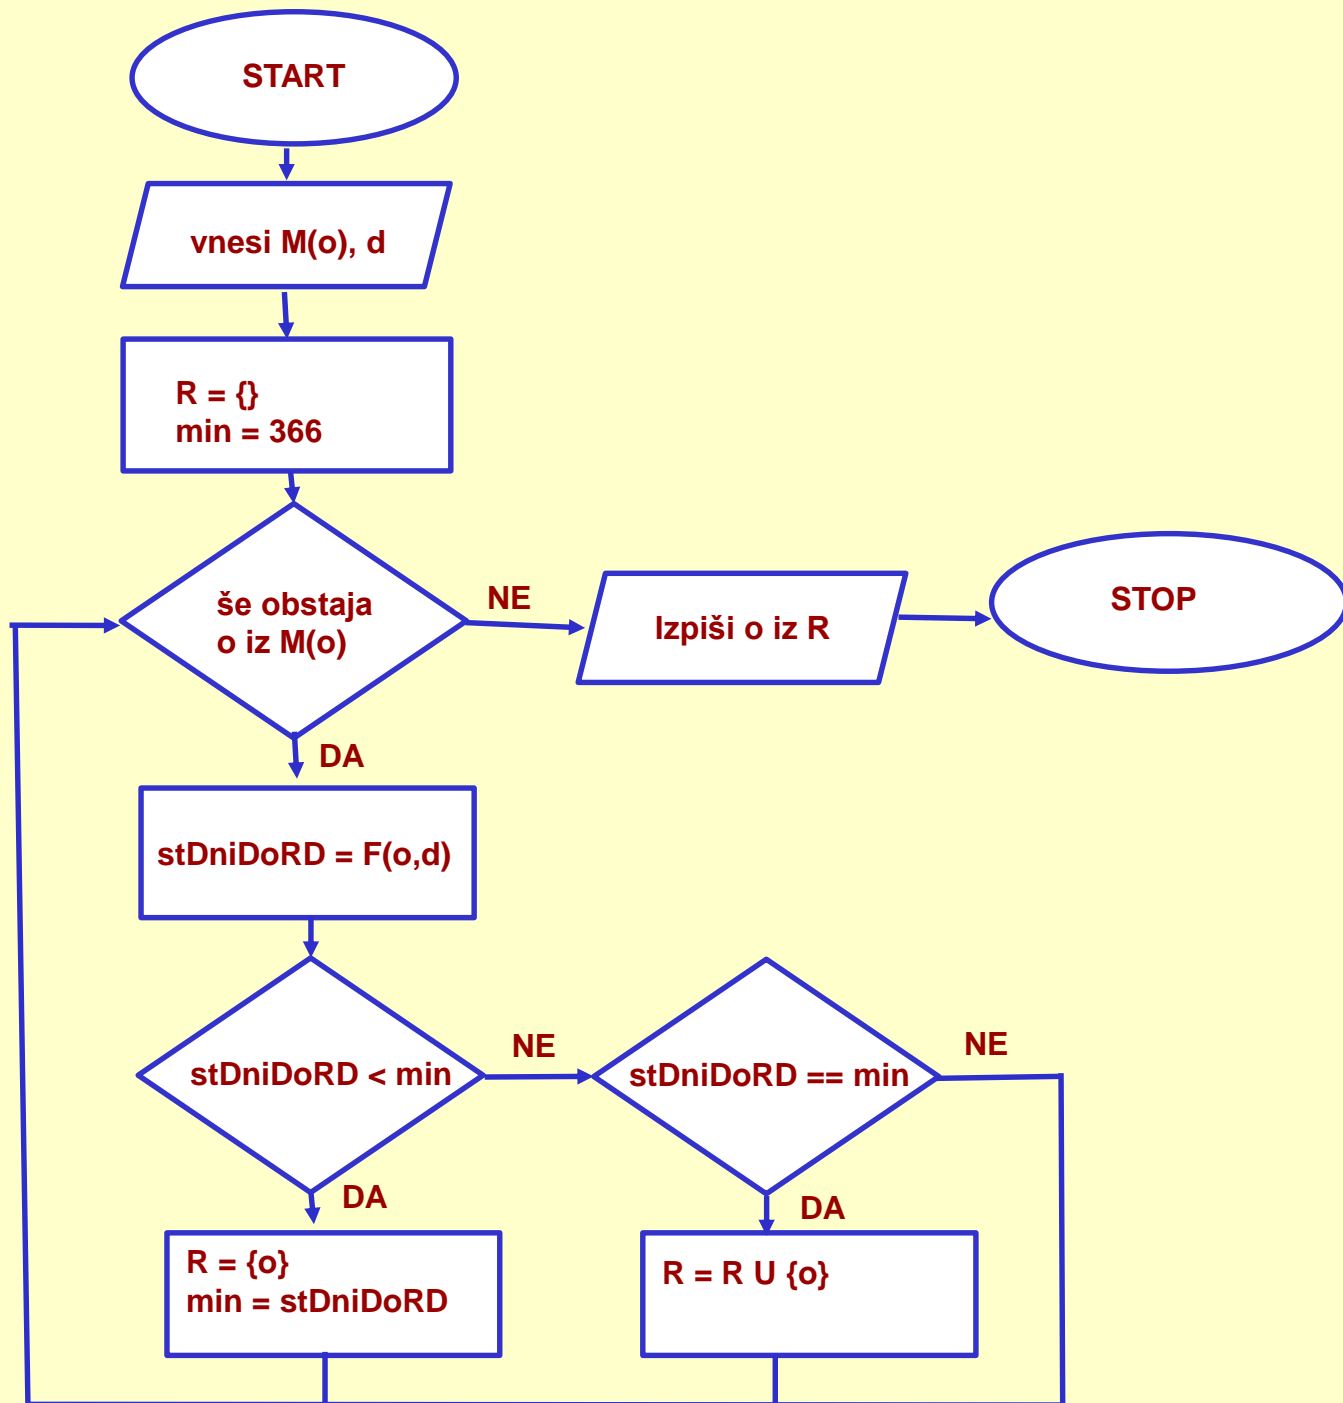 START
vnesi M(o), d
R = {}
min = 366
še obstaja
o iz M(o)
NE
Izpiši o iz R
STOP
DA
stDniDoRD = F(o,d)
stDniDoRD < min
NE
stDniDoRD == min
NE
DA
R = {o}
min = stDniDoRD
DA
R = R U {o}